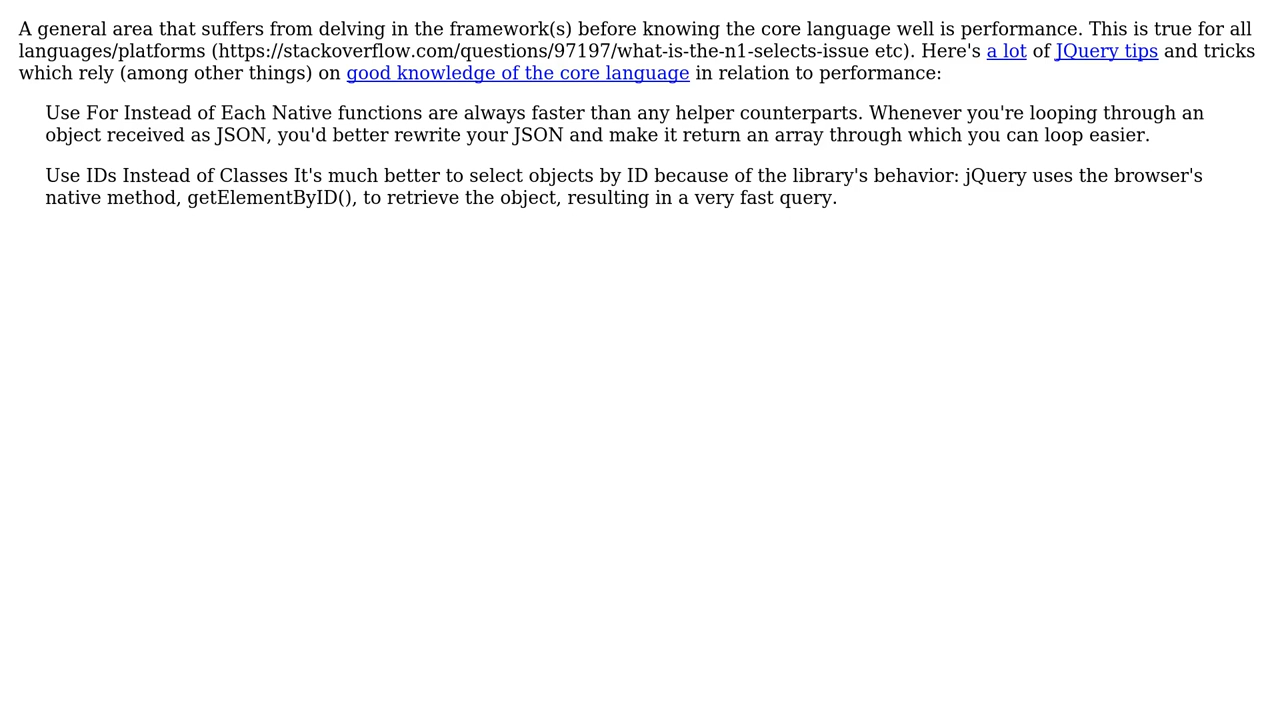 A general area that suffers from delving in the framework(s) before knowing the core language well is performance. This is true for all
languages/platforms (https://stackoverflow.com/questions/97197/what-is-the-n1-selects-issue etc). Here's a lot of JQuery tips and tricks
which rely (among other things) on good knowledge of the core language in relation to performance:
Use For Instead of Each Native functions are always faster than any helper counterparts. Whenever you're looping through an
object received as JSON, you'd better rewrite your JSON and make it return an array through which you can loop easier.
Use IDs Instead of Classes It's much better to select objects by ID because of the library's behavior: jQuery uses the browser's
native method, getElementByID(), to retrieve the object, resulting in a very fast query.